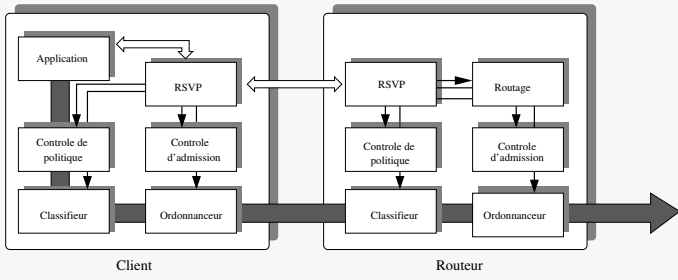 Application
RSVP
Controle de
politique
Controle
d'admission
Classifieur
Ordonnanceur
Client
RSVP
Routage
Controle de
politique
Controle
d'admission
Classifieur
Ordonnanceur
Routeur